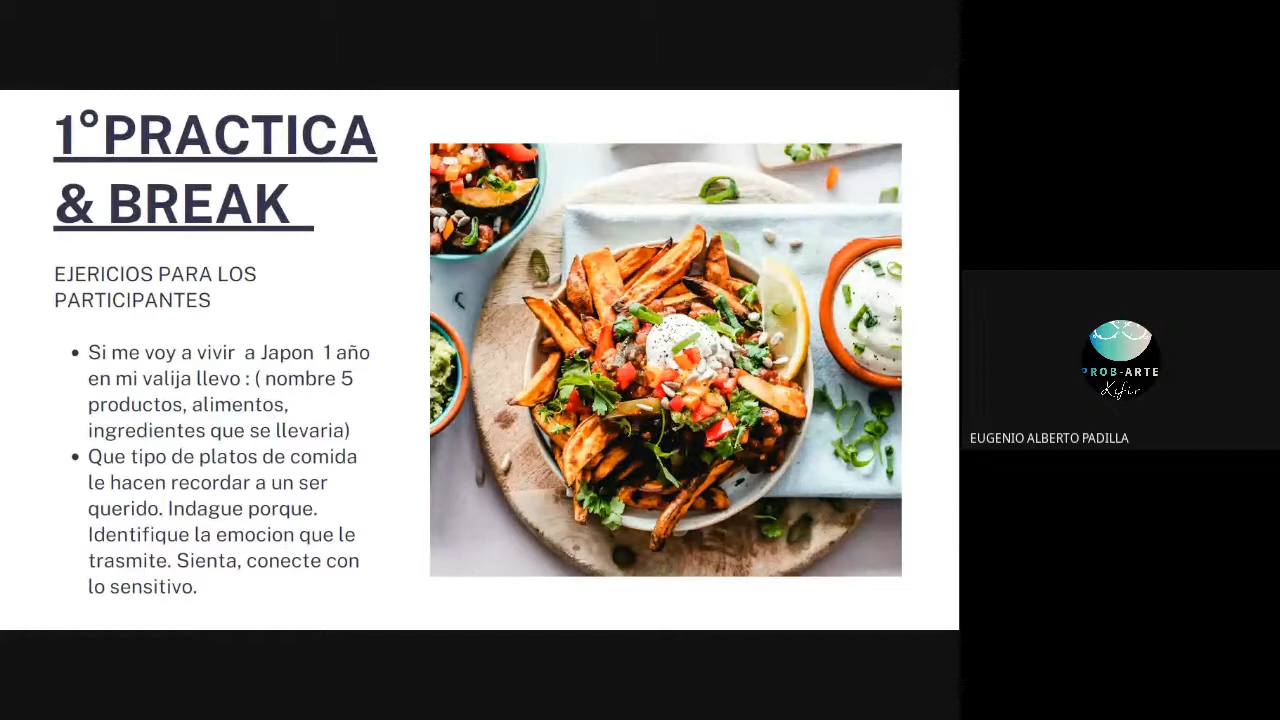 1°PRACTICA
& BREAK
EJERICIOS PARA LOS
PARTICIPANTES
• Si me voy a vivir a Japon 1 año
en mi valija llevo : ( nombre 5
productos, alimentos,
ingredientes que se llevaria)
• Que tipo de platos de comida
le hacen recordar a un ser
querido. Indague porque.
Identifique la emocion que le
trasmite. Sienta, conecte con
lo sensitivo.
PROB-ARTE
Kifir
EUGENIO ALBERTO PADILLA